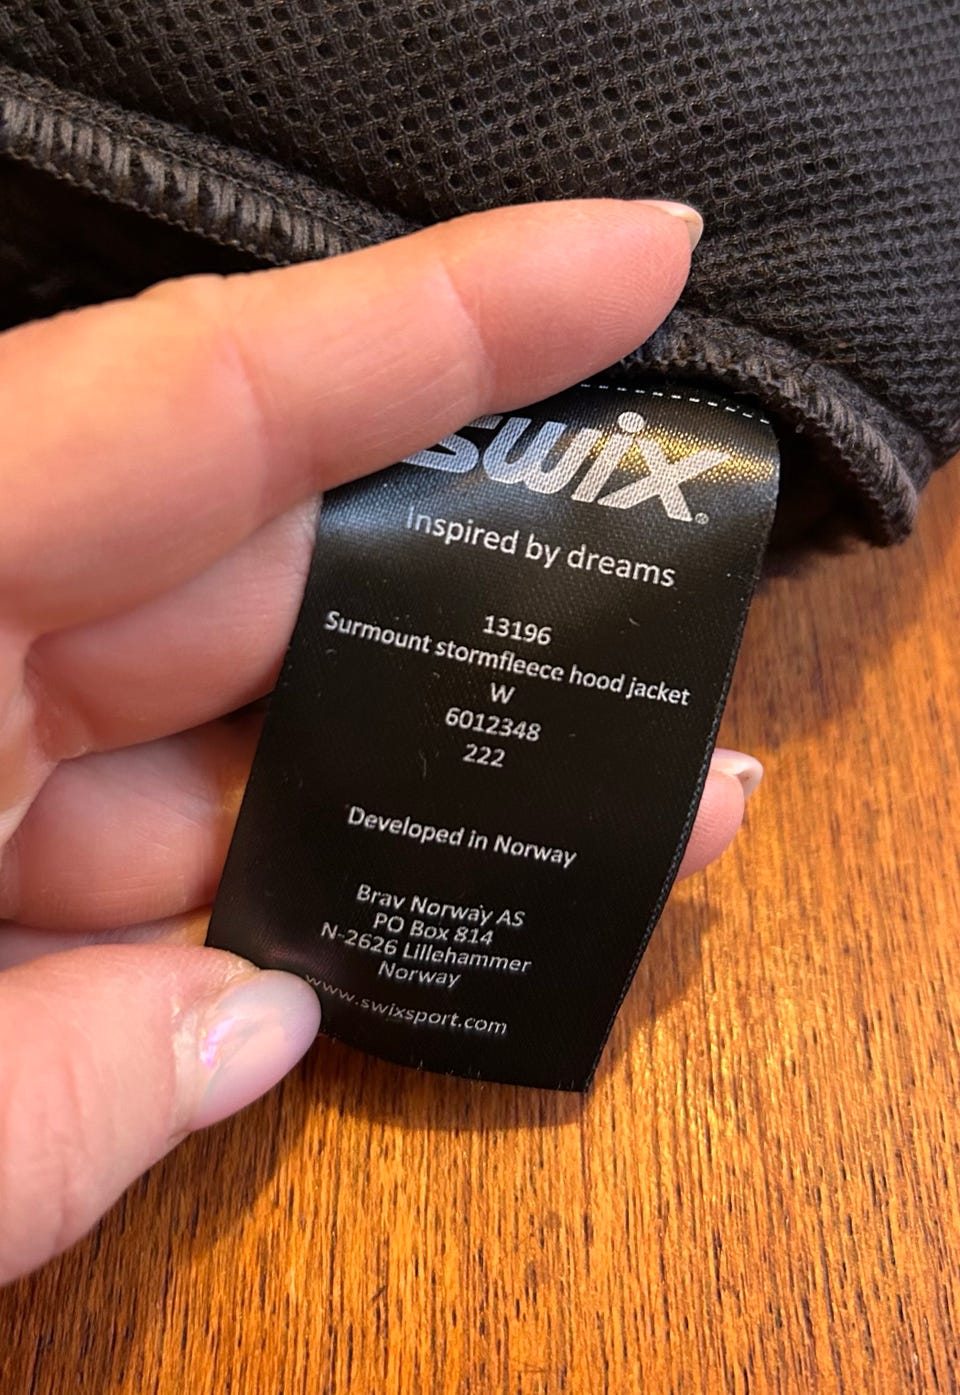 swix®
Inspired by dreams
13196
Surmount stormfleece hood jacket
W
6012348
222
Developed in Norway
Brav Norway AS
PO Box 814
N-2626 Lillehammer
Norway
www.swixsport.com